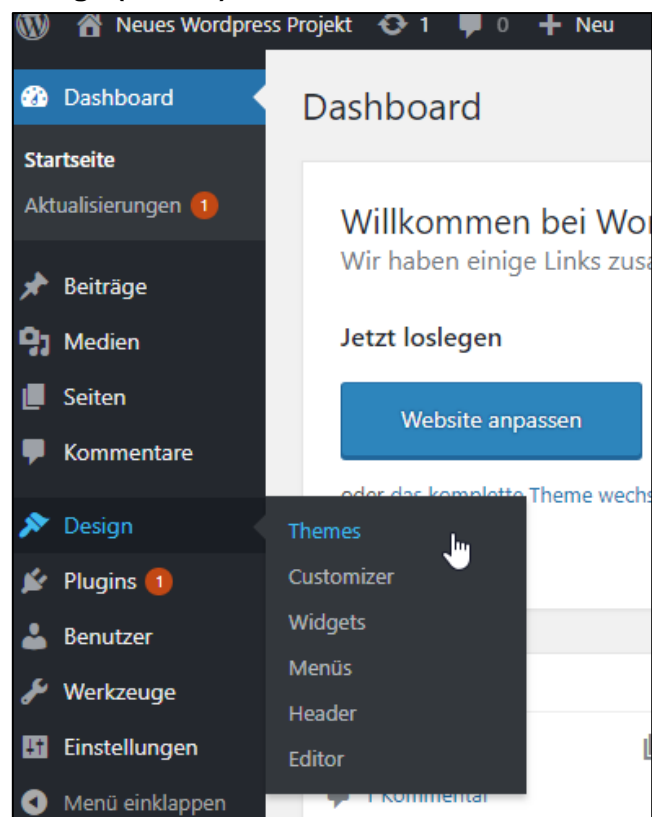 Neues Wordpress Projekt 1 0 + Neu
Dashboard
Startseite
Aktualisierungen 1
Beiträge
Medien
Seiten
Kommentare
Design
Plugins 1
Benutzer
Werkzeuge
Einstellungen
Menü einklappen
Themes
Customizer
Widgets
Menüs
Header
Editor
Dashboard
Willkommen bei Wo
Wir haben einige Links zus
Jetzt loslegen
Website anpassen
oder das komplette Theme wechs
1 Kommentar